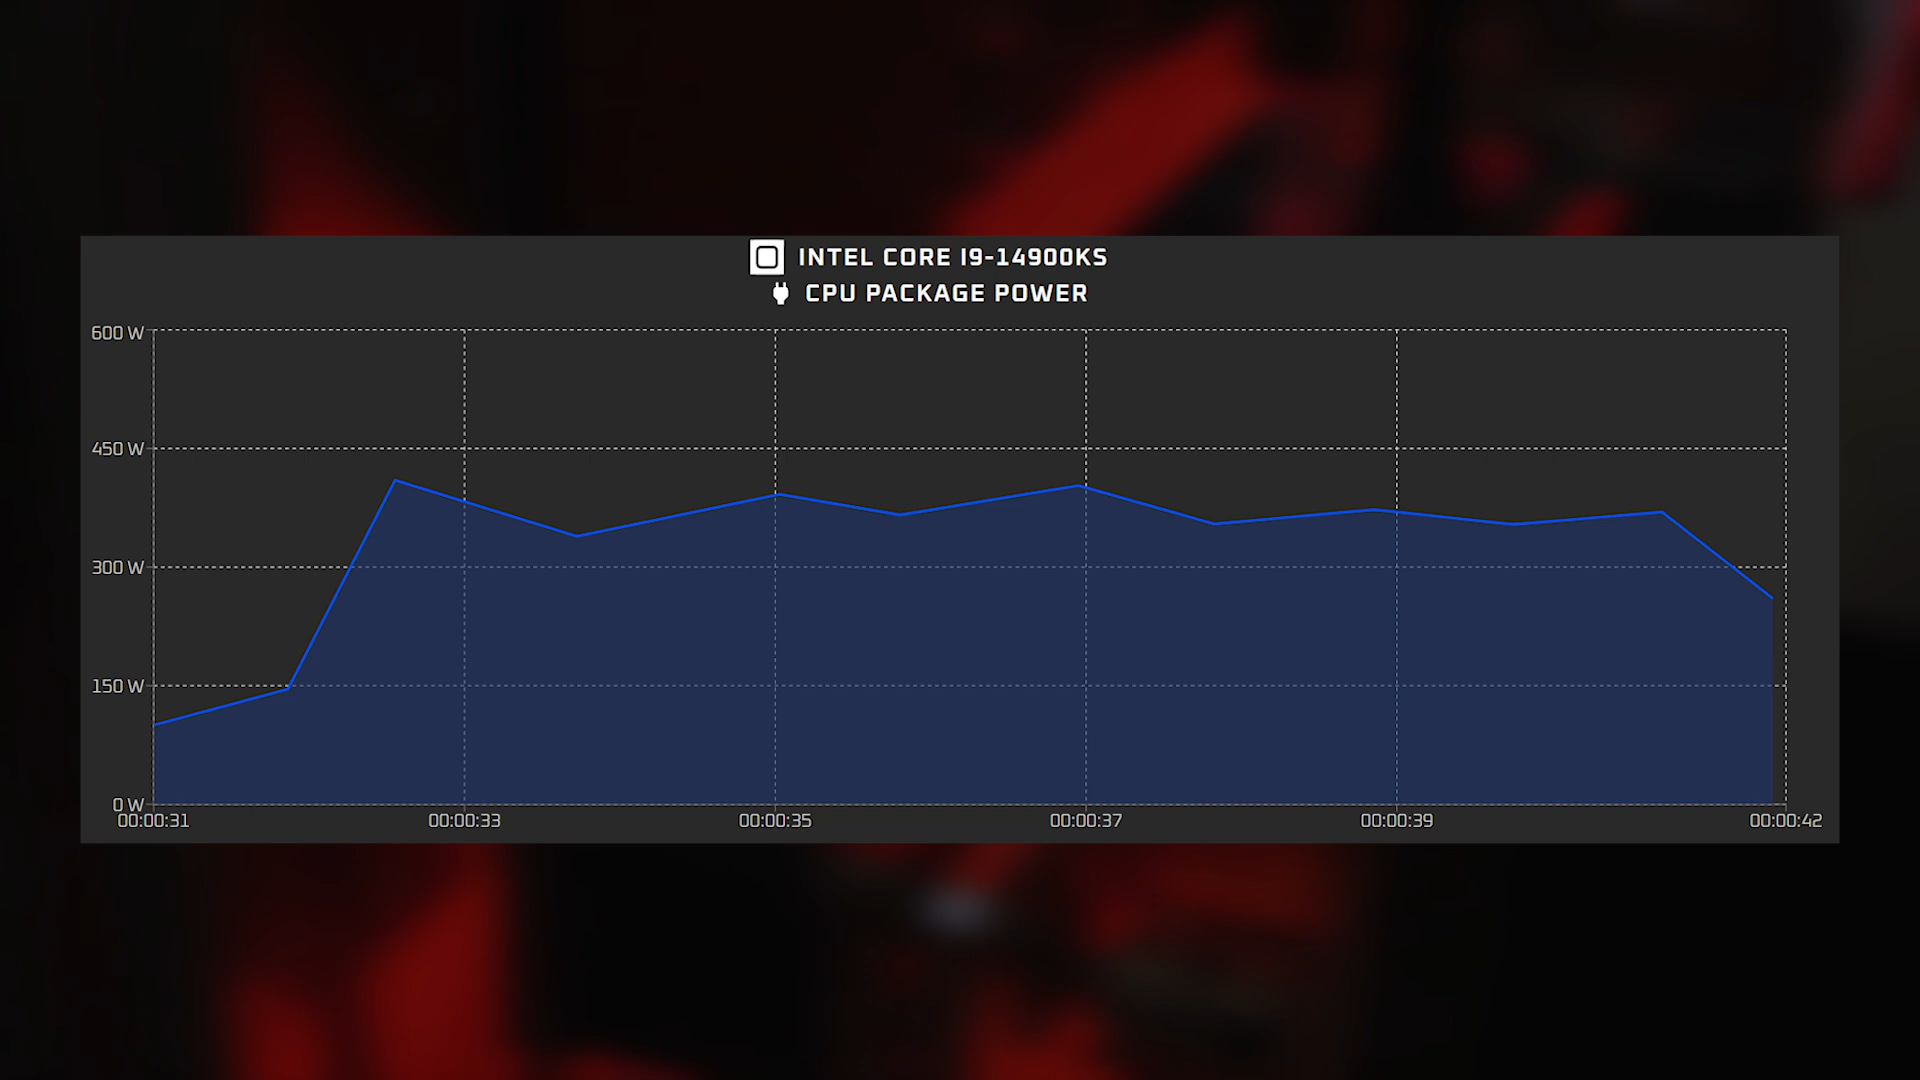 INTEL CORE I9-14900KS
CPU PACKAGE POWER
600 W
450 W
300 W
150 W
0 W
00:00:31 00:00:33 00:00:35 00:00:37 00:00:39 00:00:42